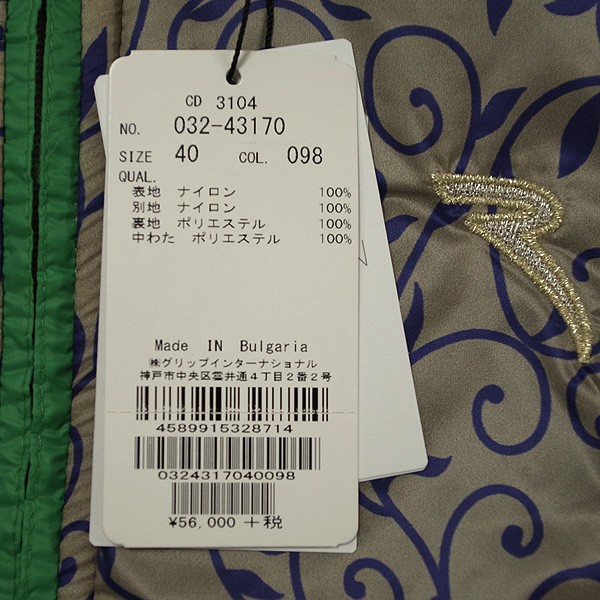 CD 3104
NO. 032-43170
SIZE 40 COL. 098
QUAL.
表地 ナイロン 100%
別地 ナイロン 100%
裏地 ポリエステル 100%
中わた ポリエステル 100%
Made IN Bulgaria
㈱グリップインターナショナル
神戸市中央区雲井通4丁目2番2号
4589915328714
0324317040098
¥56,000 +税